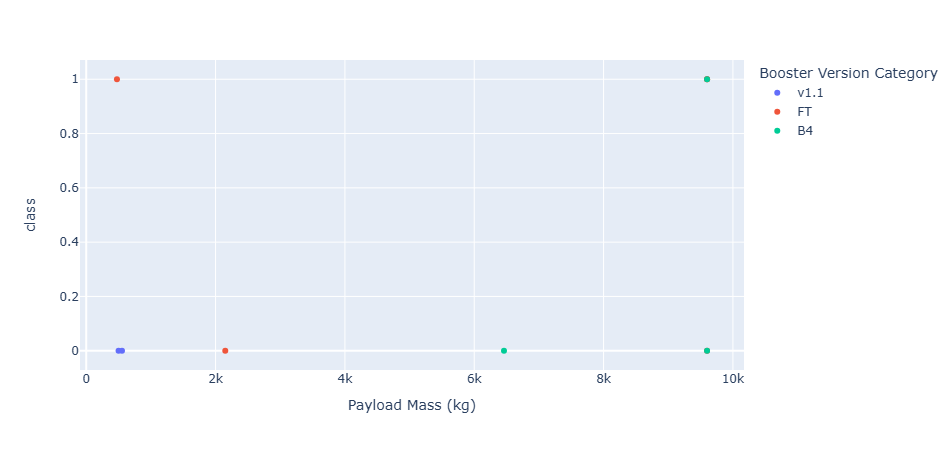 Booster Version Category
v1.1
FT
B4
1
0.8
0.6
0.4
0.2
0
class
0
2k
4k
6k
8k
10k
Payload Mass (kg)